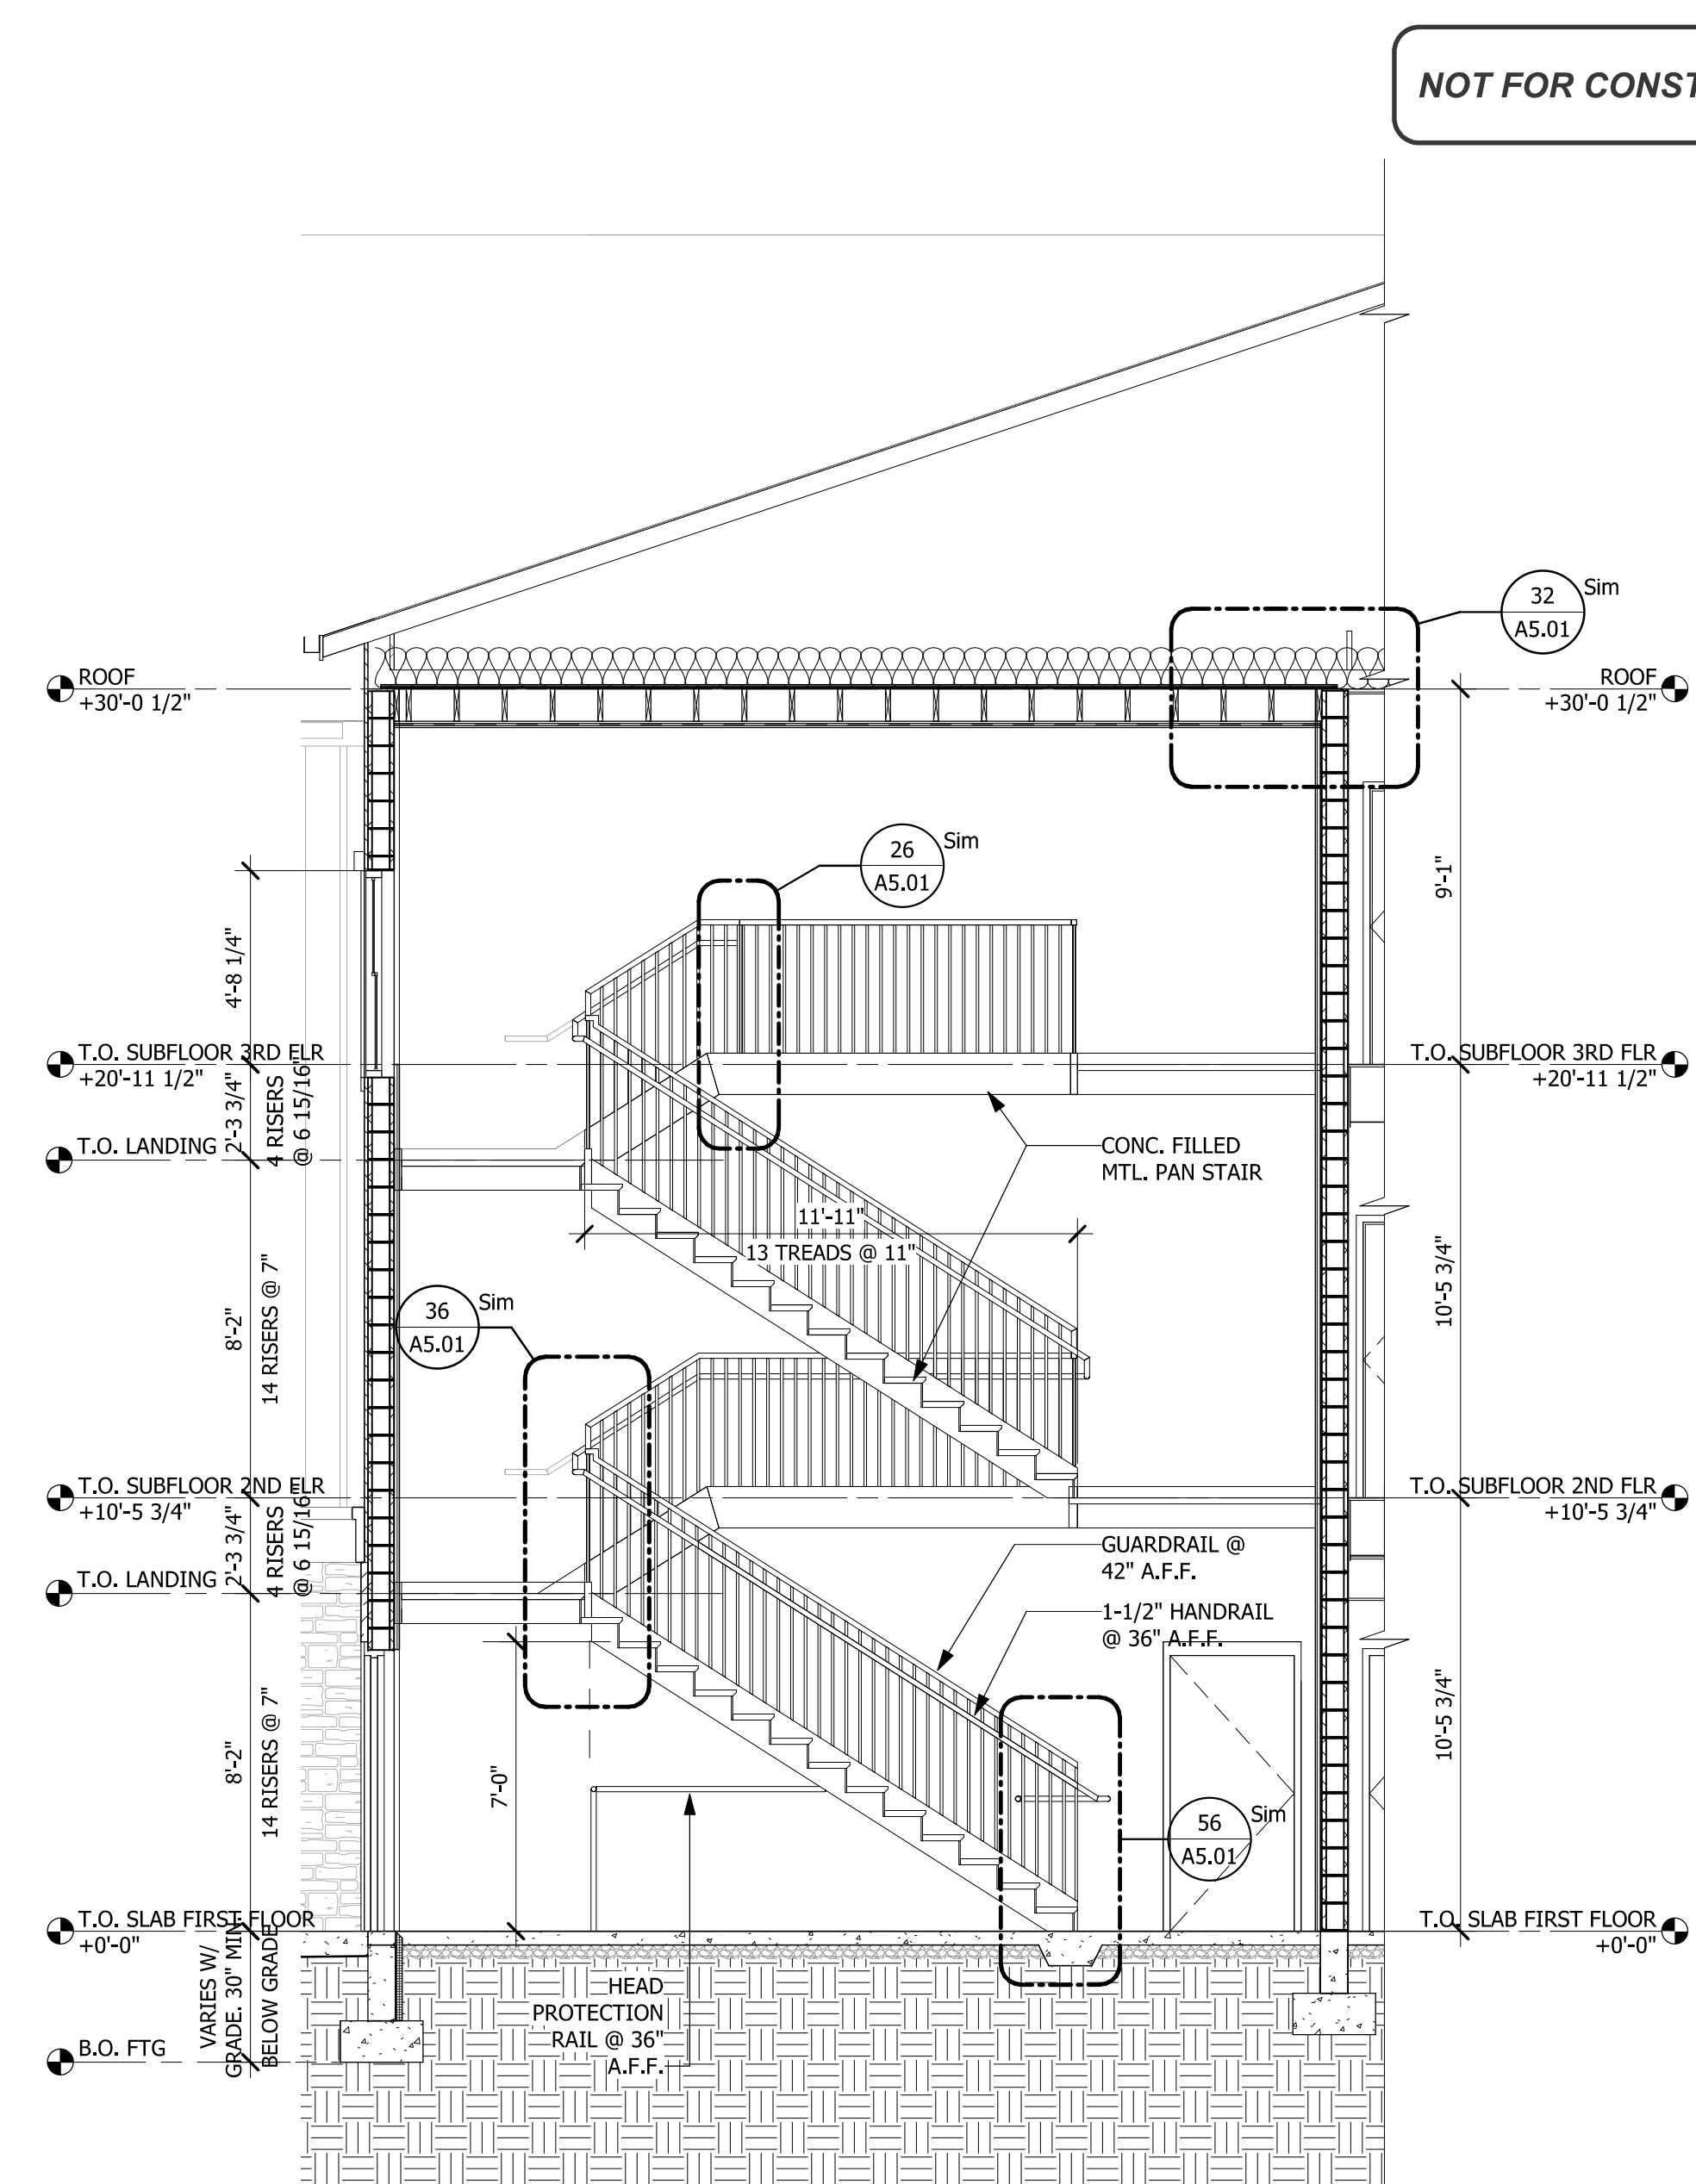 NOT FOR CONST
32
A5.01
Sim
ROOF
+30'-0 1/2"
ROOF
+30'-0 1/2"
26
A5.01
Sim
9'-1"
4'-8 1/4"
T.O. SUBFLOOR 3RD FLR
+20'-11 1/2"
T.O. SUBFLOOR 3RD FLR
+20'-11 1/2"
2'-3 3/4"
4 RISERS
@ 6 15/16"
T.O. LANDING
CONC. FILLED
MTL. PAN STAIR
11'-11"
13 TREADS @ 11"
36
A5.01
Sim
8'-2"
14 RISERS @ 7"
10'-5 3/4"
T.O. SUBFLOOR 2ND FLR
+10'-5 3/4"
T.O. SUBFLOOR 2ND FLR
+10'-5 3/4"
2'-3 3/4"
4 RISERS
@ 6 15/16"
T.O. LANDING
GUARDRAIL @
42" A.F.F.
1-1/2" HANDRAIL
@ 36" A.F.F.
8'-2"
14 RISERS @ 7"
7'-0"
10'-5 3/4"
56
A5.01
Sim
T.O. SLAB FIRST FLOOR
+0'-0"
T.O. SLAB FIRST FLOOR
+0'-0"
VARIES W/
GRADE. 30" MIN.
BELOW GRADE
HEAD
PROTECTION
RAIL @ 36"
A.F.F.
B.O. FTG